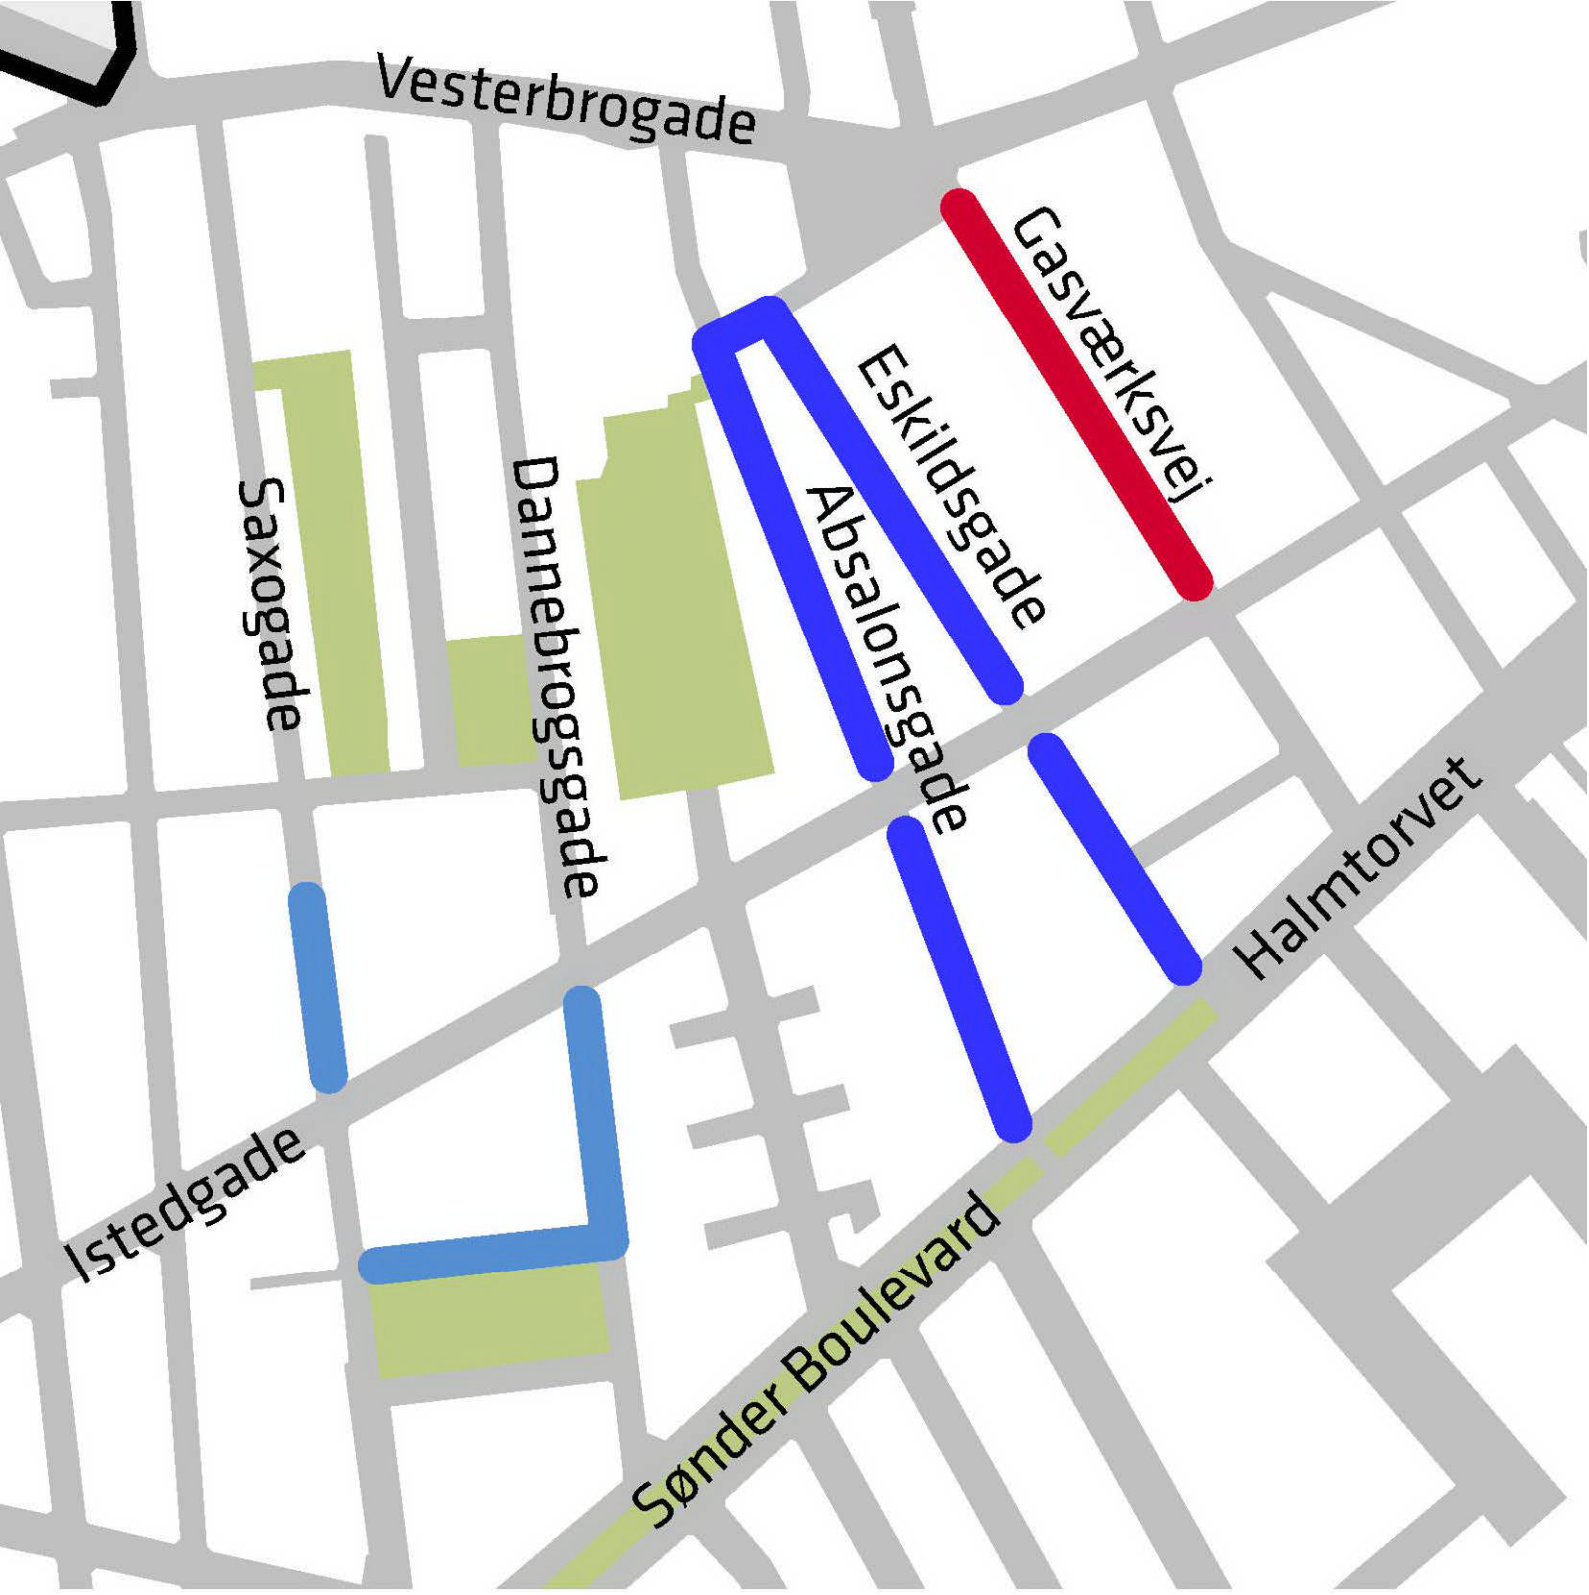 Vesterbrogade
Gasværksvej
Eskildsgade
Absalonsgade
Dannebrogsgade
Saxogade
Halmtorvet
Istedgade
Sønder Boulevard